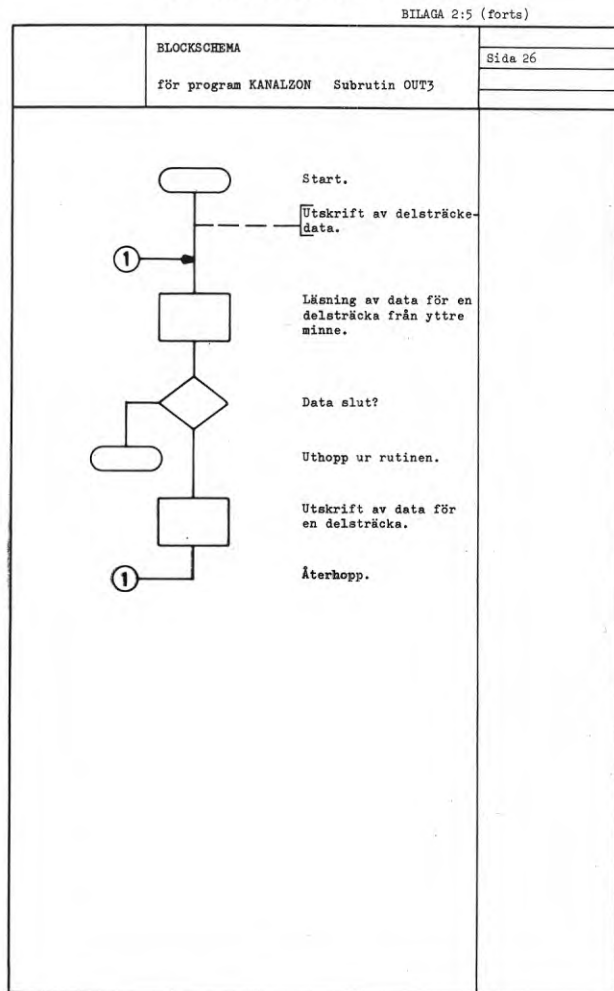 BILAGA 2:5 (forts)
BLOCKSCHEMA
Sida 26
för program KANALZON Subrutin OUT3
Start.
Utskrift av delsträcke-
data.
1
Läsning av data för en
delsträcka från yttre
minne.
Data slut?
Uthopp ur rutinen.
Utskrift av data för
en delsträcka.
1
Återhopp.